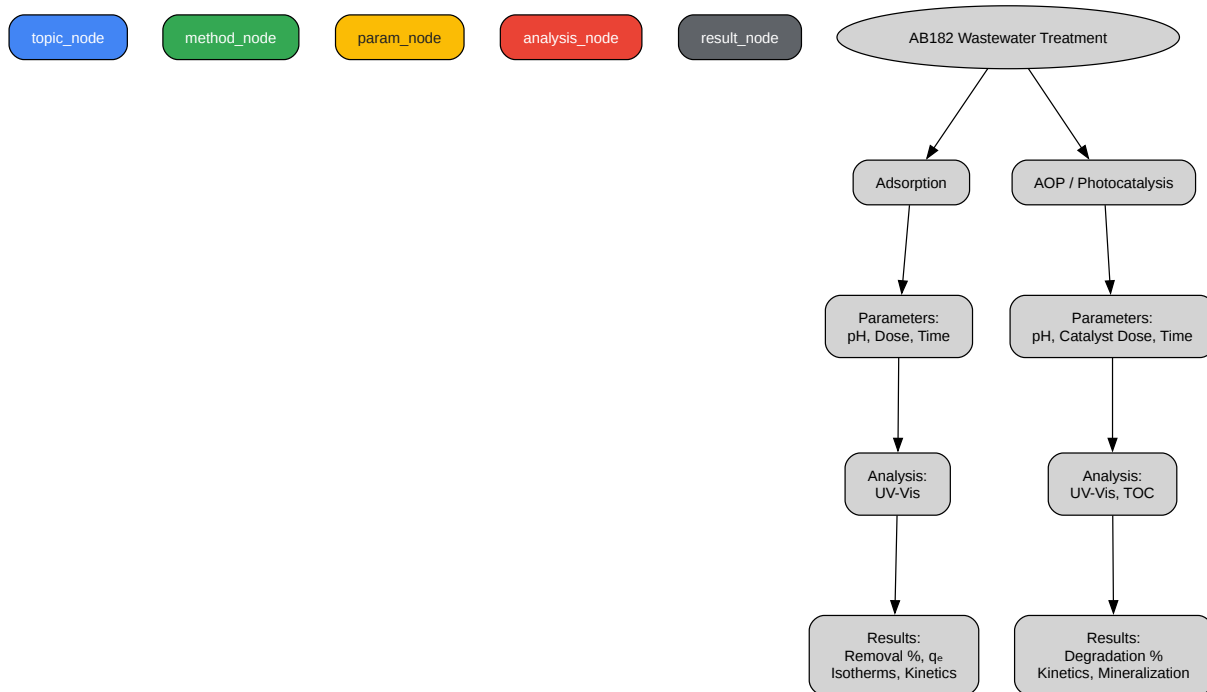 topic_node
method_node
param_node
analysis_node
result_node
AB182 Wastewater Treatment
Adsorption
AOP / Photocatalysis
Parameters:
pH, Dose, Time
Parameters:
pH, Catalyst Dose, Time
Analysis:
UV-Vis
Analysis:
UV-Vis, TOC
Results:
Removal %, qₑ
Isotherms, Kinetics
Results:
Degradation %
Kinetics, Mineralization